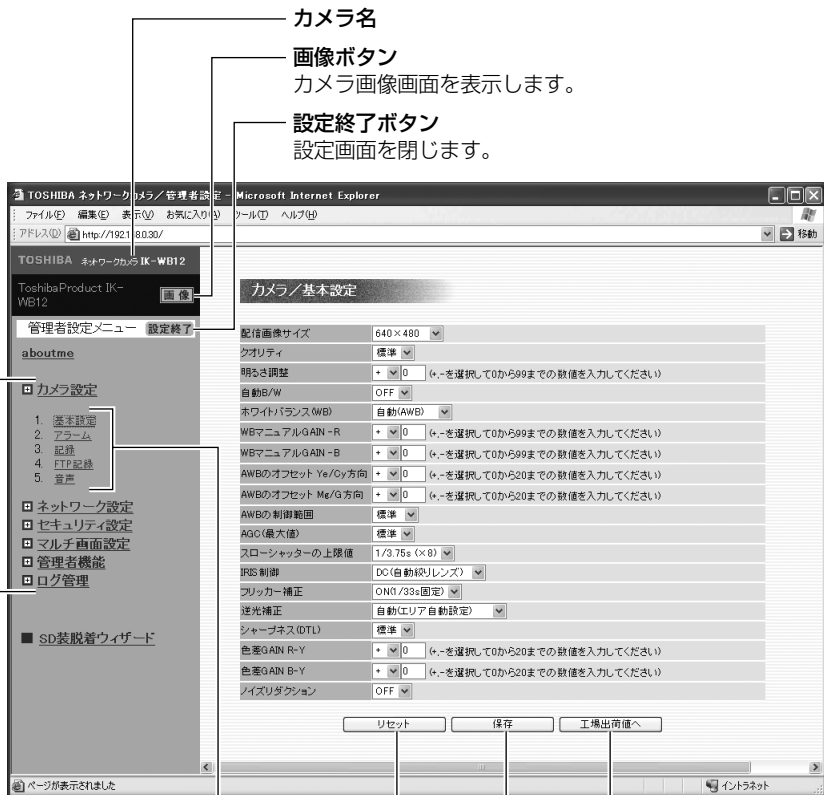 カメラ名
画像ボタン
カメラ画像画面を表示します。
設定終了ボタン
設定画面を閉じます。
TOSHIBA ネットワークカメラ/管理者設定 - Microsoft Internet Explorer
ファイル(F) 編集(E) 表示(V) お気に入り(A) ツール(T) ヘルプ(H)
アドレス(D) http://192.168.0.30/ 移動
TOSHIBA ネットワークカメラ IK-WB12
ToshibaProduct IK-WB12 画像
管理者設定メニュー 設定終了
aboutme
カメラ設定
1. 基本設定
2. アラーム
3. 記録
4. FTP記録
5. 音声
ネットワーク設定
セキュリティ設定
マルチ画面設定
管理者機能
ログ管理
SD装脱着ウィザード
カメラ/基本設定
配信画像サイズ 640×480
クオリティ 標準
明るさ調整 + 0 (+,-を選択して0から99までの数値を入力してください)
自動B/W OFF
ホワイトバランス(WB) 自動(AWB)
WBマニュアルGAIN-R + 0 (+,-を選択して0から99までの数値を入力してください)
WBマニュアルGAIN-B + 0 (+,-を選択して0から99までの数値を入力してください)
AWBのオフセット Ye/Cy方向 + 0 (+,-を選択して0から20までの数値を入力してください)
AWBのオフセット Mg/G方向 + 0 (+,-を選択して0から20までの数値を入力してください)
AWBの制御範囲 標準
AGC(最大値) 標準
スローシャッターの上限値 1/3.75s (×8)
IRIS制御 DC(自動絞りレンズ)
フリッカー補正 ON(1/33s固定)
逆光補正 自動(エリア自動設定)
シャープネス(DTL) 標準
色差GAIN R-Y + 0 (+,-を選択して0から20までの数値を入力してください)
色差GAIN B-Y + 0 (+,-を選択して0から20までの数値を入力してください)
ノイズリダクション OFF
リセット 保存 工場出荷値へ
ページが表示されました イントラネット